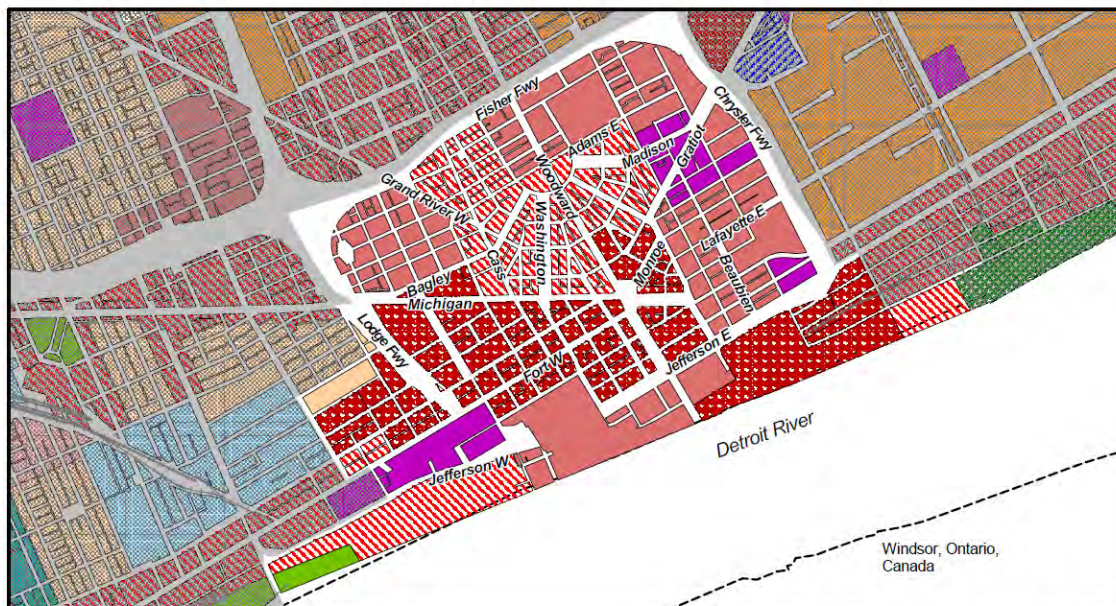 Fisher Fwy
Chrysler Fwy
Adams E
Madison
Gratiot
Grand River W
Woodward
Washington
Cass
Lafayette E
Monroe
Beaubien
Bagley
Michigan
Lodge Fwy
Fort W
Jefferson E
Jefferson W
Detroit River
Windsor, Ontario,
Canada